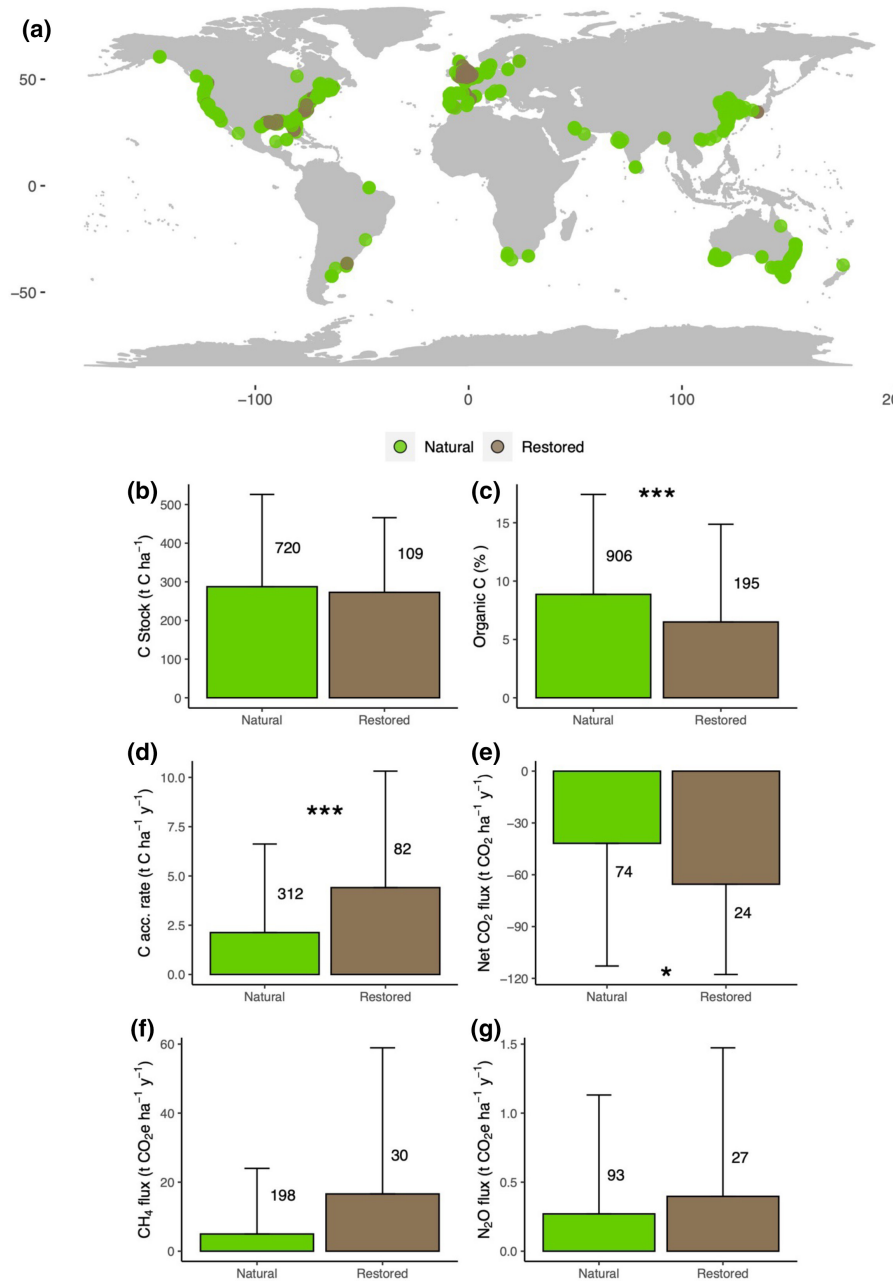 (a)
50
0
−50
−100
0
100
20
Natural
Restored
(b)
C Stock (t C ha⁻¹)
500
400
300
200
100
0
720
109
Natural
Restored
(c)
Organic C (% )
15
10
5
0
***
906
195
Natural
Restored
(d)
C acc. rate (t C ha⁻¹ y⁻¹)
10.0
7.5
5.0
2.5
0.0
***
312
82
Natural
Restored
(e)
Net CO₂ flux (t CO₂ ha⁻¹ y⁻¹)
0
−30
−60
−90
−120
74
24
*
Natural
Restored
(f)
CH₄ flux (t CO₂e ha⁻¹ y⁻¹)
60
40
20
0
198
30
Natural
Restored
(g)
N₂O flux (t CO₂e ha⁻¹ y⁻¹)
1.5
1.0
0.5
0.0
93
27
Natural
Restored